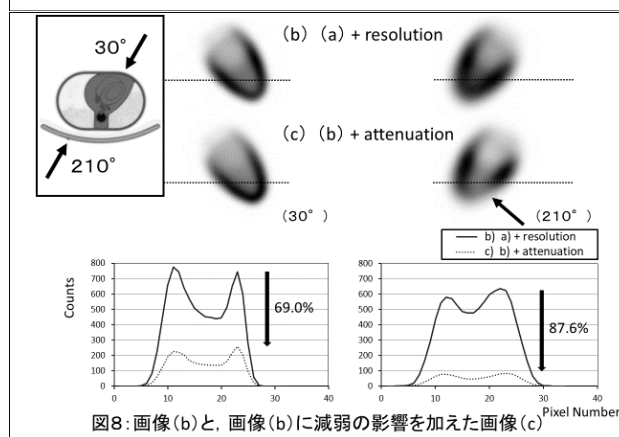 30°
210°
(b) (a) + resolution
(c) (b) + attenuation
(30°)
(210°)
b) a) + resolution
c) b) + attenuation
Counts
800
700
600
500
400
300
200
100
0
0 10 20 30 40
69.0%
800
700
600
500
400
300
200
100
0
0 10 20 30 40
87.6%
Pixel Number
図8:画像(b)と,画像(b)に減弱の影響を加えた画像(c)